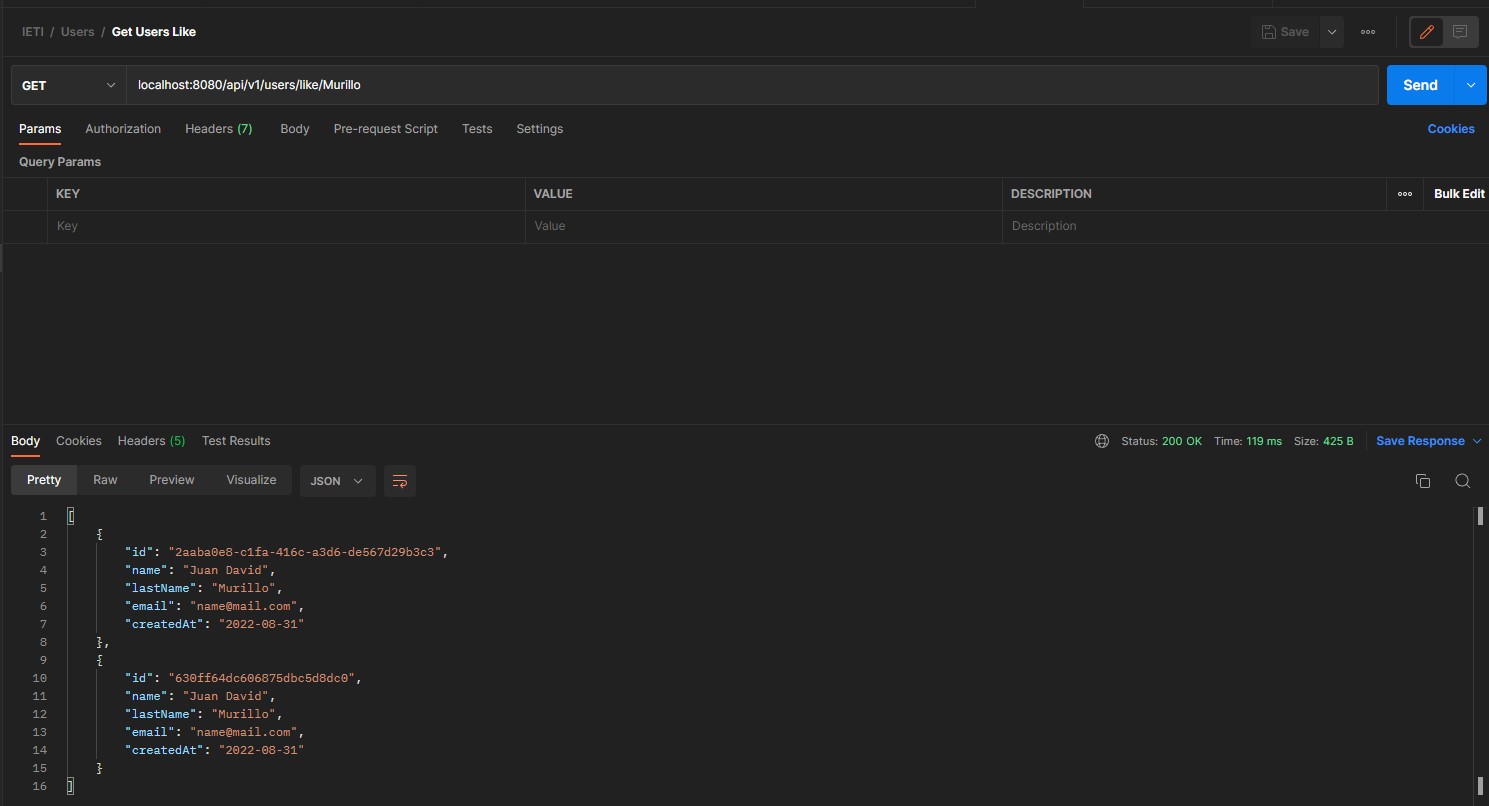 IETI / Users / Get Users Like
Save
GET
localhost:8080/api/v1/users/like/Murillo
Send
Params Authorization Headers (7) Body Pre-request Script Tests Settings Cookies
Query Params
KEY VALUE DESCRIPTION Bulk Edit
Key Value Description
Body Cookies Headers (5) Test Results Status: 200 OK Time: 119 ms Size: 425 B Save Response
Pretty Raw Preview Visualize JSON
1 [
2 {
3 "id": "2aaba0e8-c1fa-416c-a3d6-de567d29b3c3",
4 "name": "Juan David",
5 "lastName": "Murillo",
6 "email": "name@mail.com",
7 "createdAt": "2022-08-31"
8 },
9 {
10 "id": "630ff64dc606875dbc5d8dc0",
11 "name": "Juan David",
12 "lastName": "Murillo",
13 "email": "name@mail.com",
14 "createdAt": "2022-08-31"
15 }
16 ]